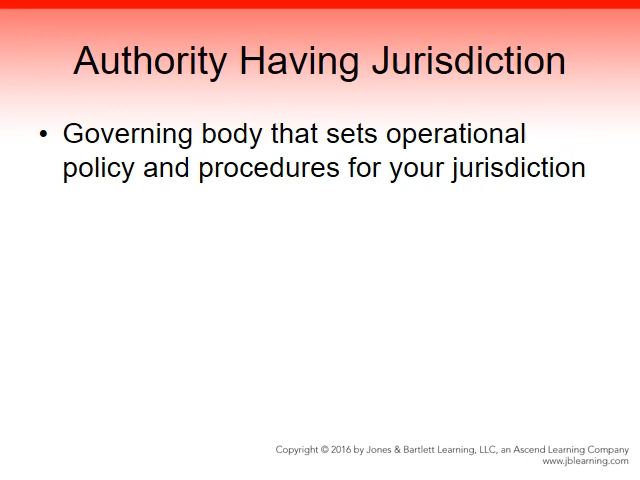 Authority Having Jurisdiction
• Governing body that sets operational
policy and procedures for your jurisdiction
Copyright © 2016 by Jones & Bartlett Learning, LLC, an Ascend Learning Company
www.jblearning.com